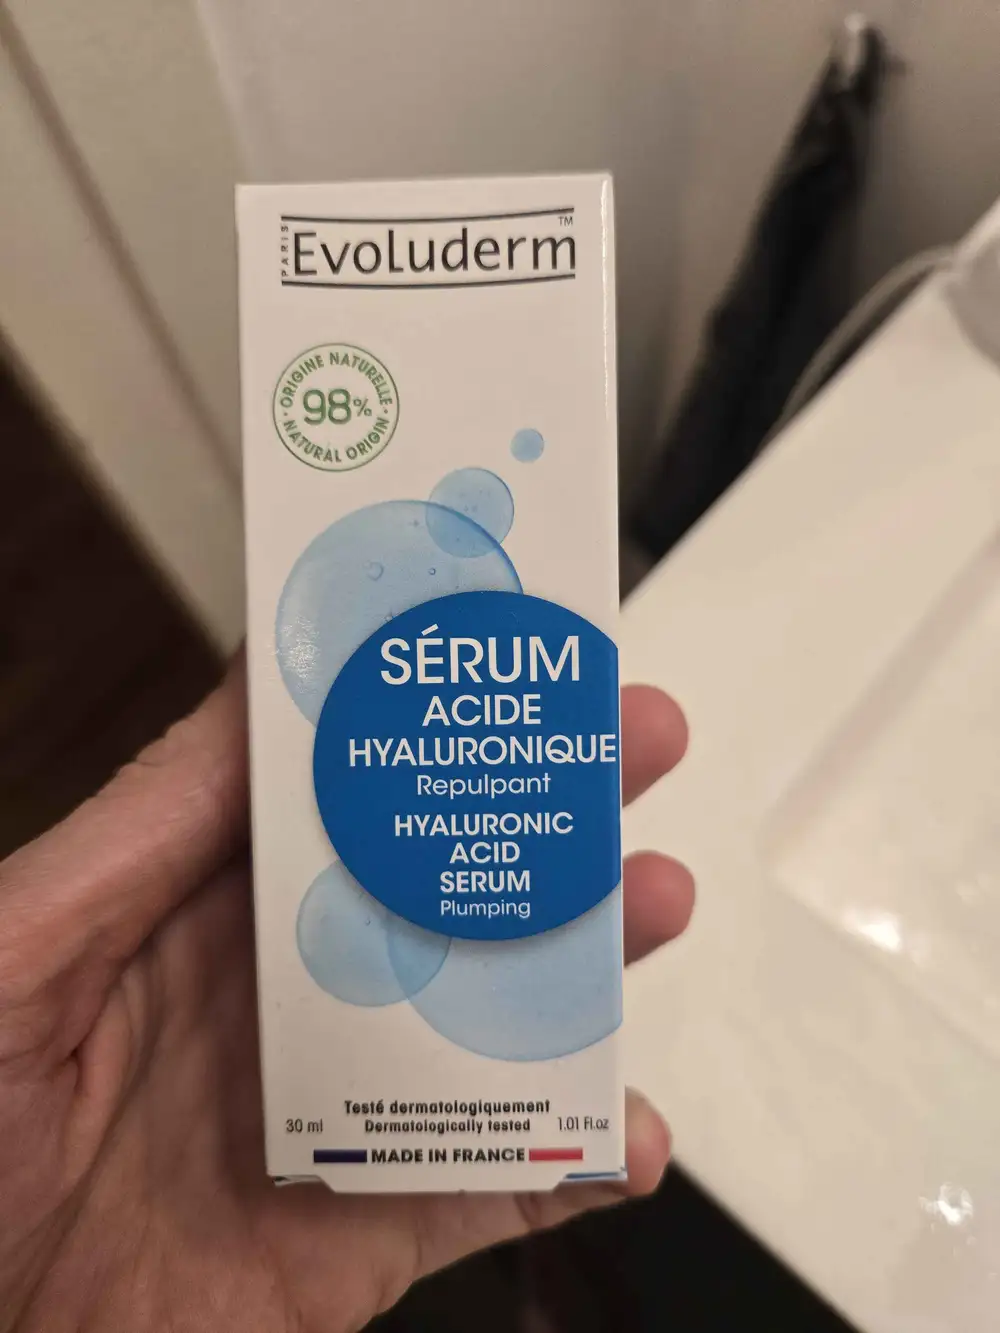 PARIS
Evoluderm™
ORIGINE NATURELLE
98%
NATURAL ORIGIN
SÉRUM
ACIDE
HYALURONIQUE
Repulpant
HYALURONIC
ACID
SERUM
Plumping
Testé dermatologiquement
30 ml Dermatologically tested 1.01 Fl.oz
MADE IN FRANCE